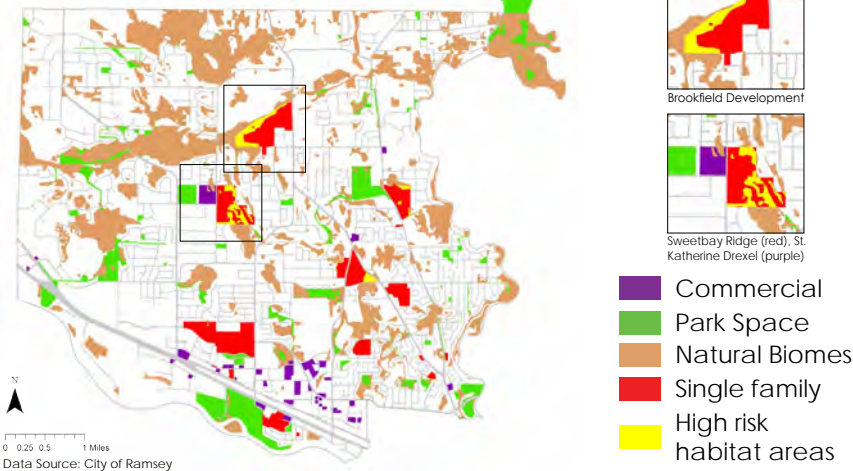 Brookfield Development
Sweetbay Ridge (red), St.
Katherine Drexel (purple)
Commercial
Park Space
Natural Biomes
Single family
High risk
habitat areas
N
0 0.25 0.5 1 Miles
Data Source: City of Ramsey